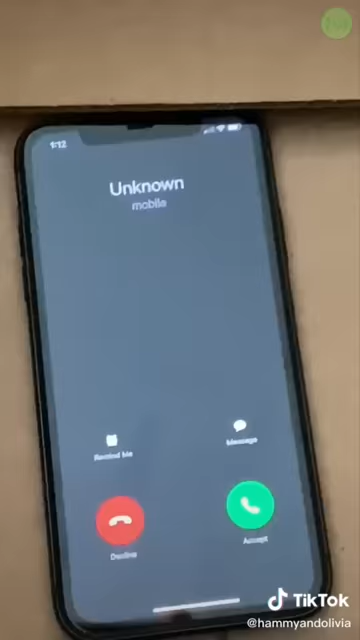 1:12
Unknown
mobile
Remind Me
Message
Decline
Accept
TikTok
@hammyandolivia